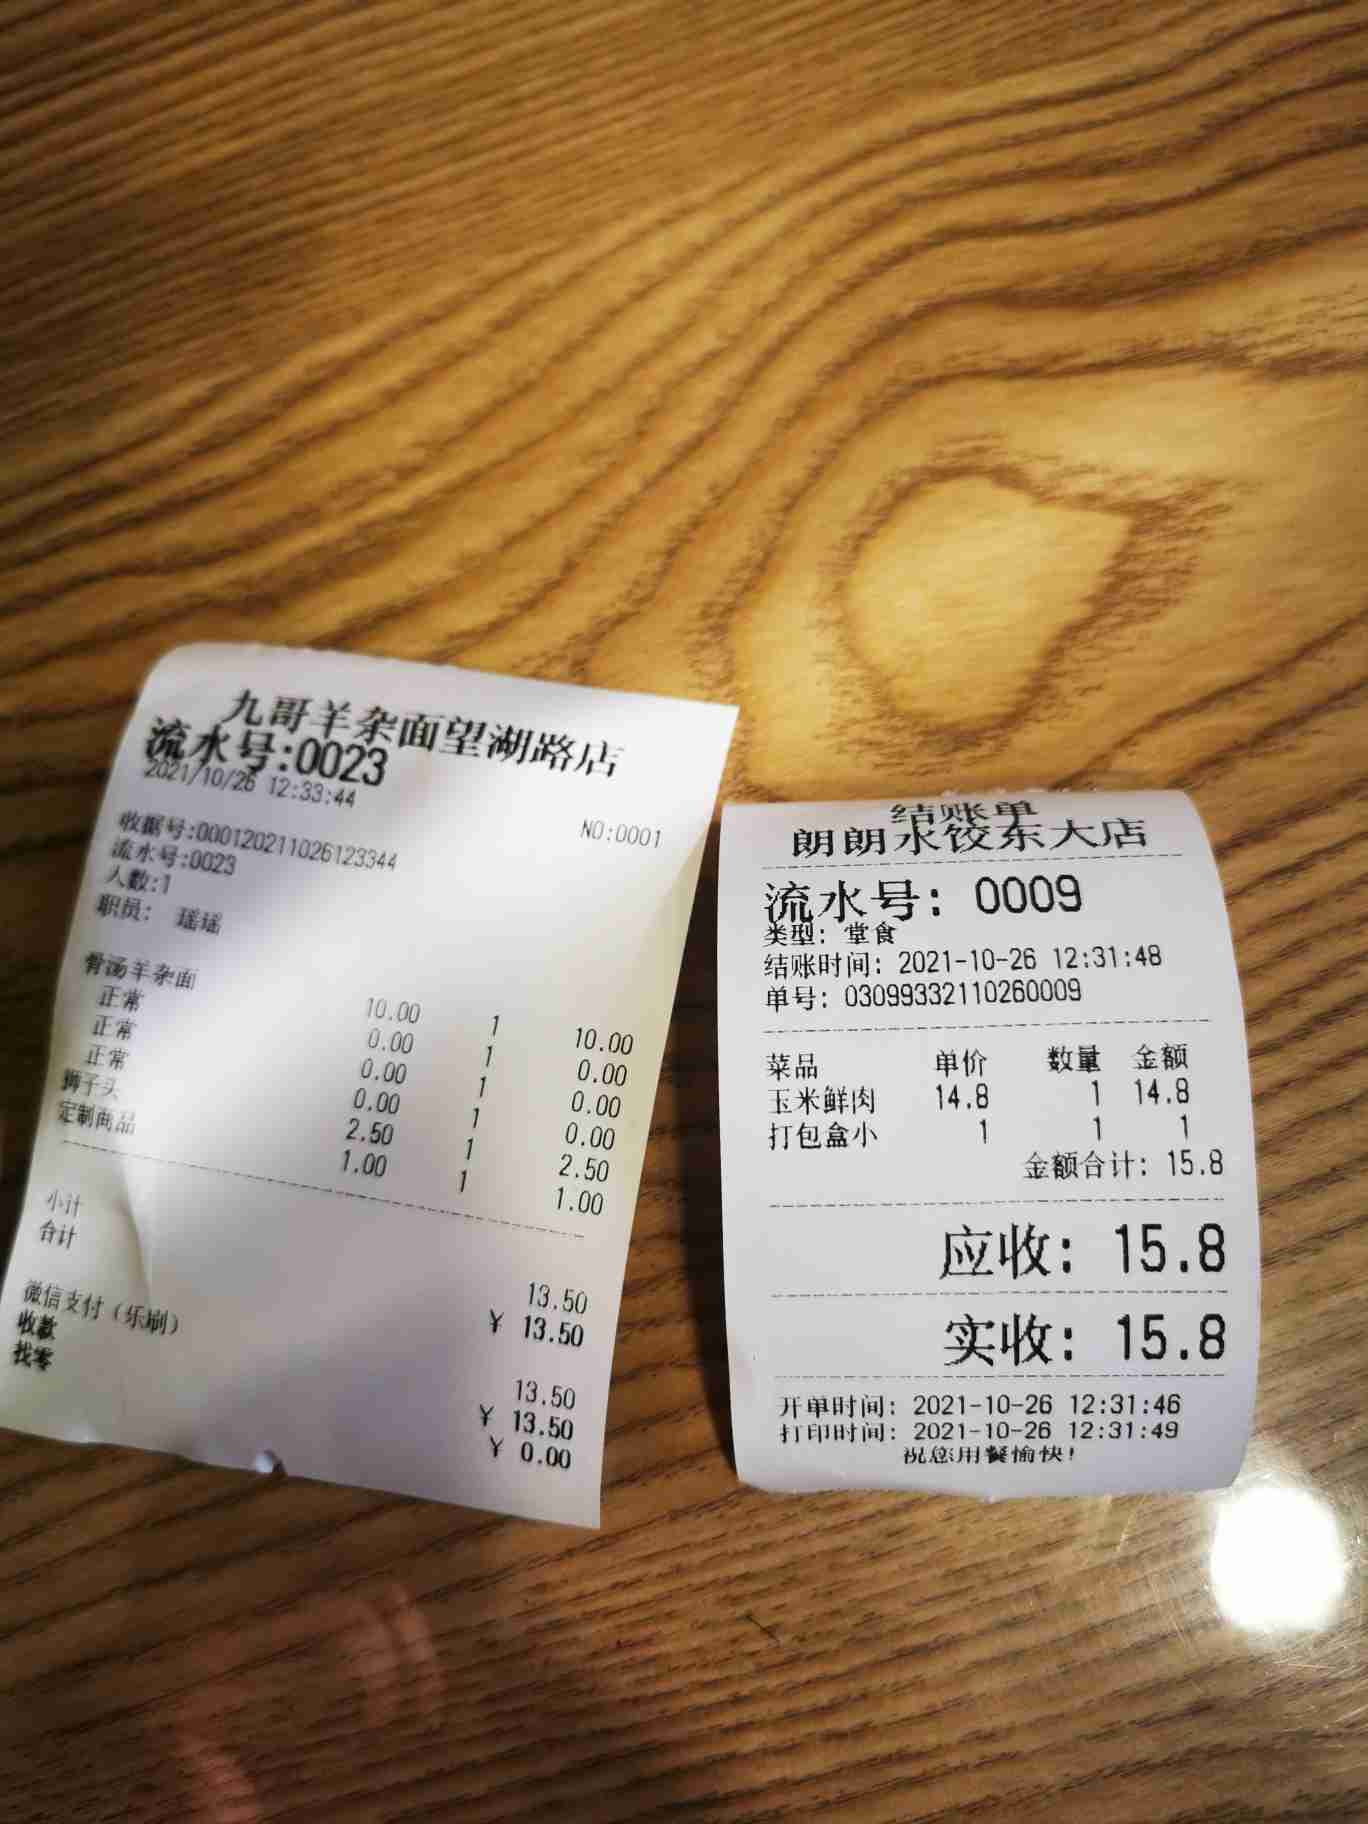 九哥羊杂面望湖路店
流水号:0023
2021/10/26 12:33:44
NO:0001
收据号:000120211026123344
流水号:0023
人数:1
职员: 瑶瑶
骨汤羊杂面 10.00 1 10.00
正常 0.00 1 0.00
正常 0.00 1 0.00
正常 0.00 1 0.00
狮子头 2.50 1 2.50
定制商品 1.00 1 1.00
小计 13.50
合计 ¥ 13.50
微信支付(乐刷) 13.50
收款 ¥ 13.50
找零 ¥ 0.00
结账单
朗朗水饺东大店
流水号: 0009
类型: 堂食
结账时间: 2021-10-26 12:31:48
单号: 03099332110260009
菜品 单价 数量 金额
玉米鲜肉 14.8 1 14.8
打包盒小 1 1 1
金额合计: 15.8
应收: 15.8
实收: 15.8
开单时间: 2021-10-26 12:31:46
打印时间: 2021-10-26 12:31:49
祝您用餐愉快!